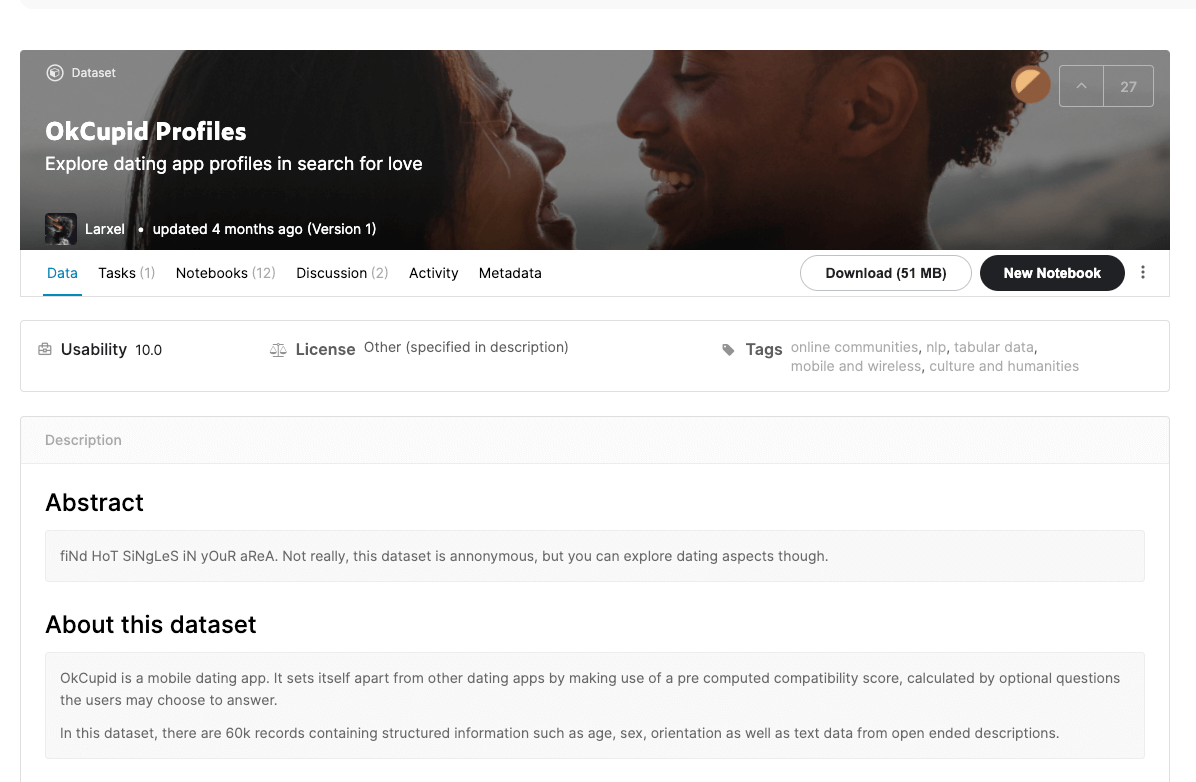 Dataset
27
OkCupid Profiles
Explore dating app profiles in search for love
Larxel • updated 4 months ago (Version 1)
Data Tasks (1) Notebooks (12) Discussion (2) Activity Metadata Download (51 MB) New Notebook
Usability 10.0 License Other (specified in description) Tags online communities, nlp, tabular data,
mobile and wireless, culture and humanities
Description
Abstract
fiNd HoT SiNgLeS iN yOuR aReA. Not really, this dataset is annonymous, but you can explore dating aspects though.
About this dataset
OkCupid is a mobile dating app. It sets itself apart from other dating apps by making use of a pre computed compatibility score, calculated by optional questions
the users may choose to answer.
In this dataset, there are 60k records containing structured information such as age, sex, orientation as well as text data from open ended descriptions.